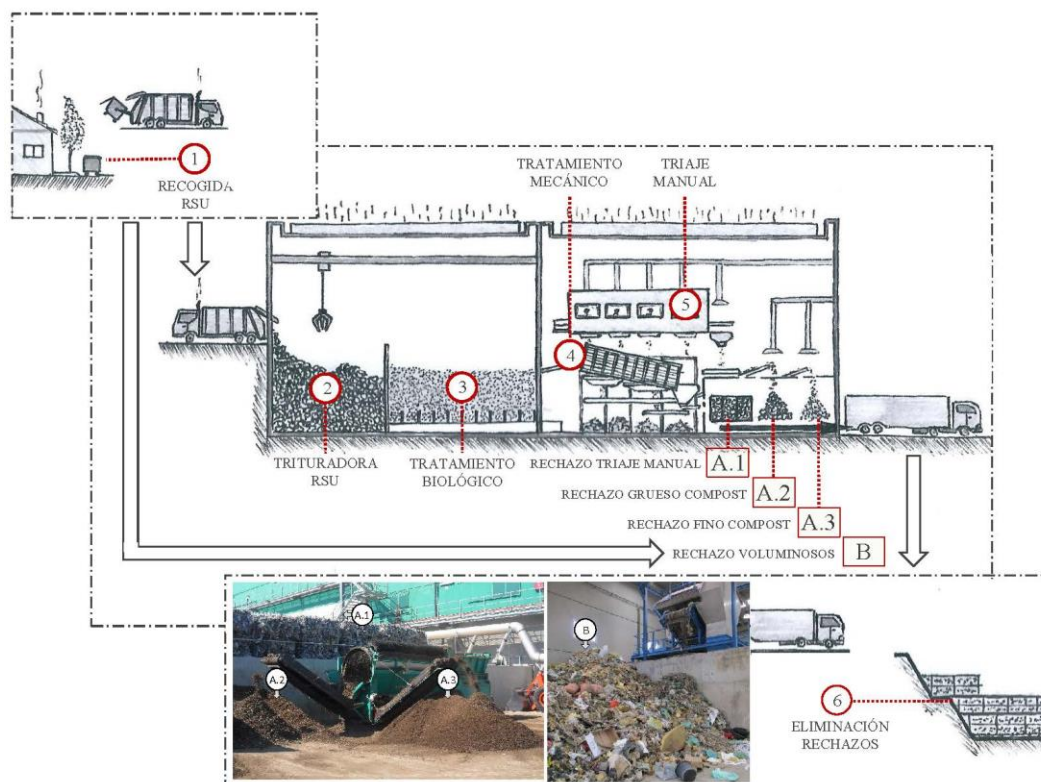 1
RECOGIDA
RSU
TRATAMIENTO
MECÁNICO
TRIAJE
MANUAL
5
4
2
3
TRITURADORA
RSU
TRATAMIENTO
BIOLÓGICO
RECHAZO TRIAJE MANUAL A.1
RECHAZO GRUESO COMPOST A.2
RECHAZO FINO COMPOST A.3
RECHAZO VOLUMINOSOS B
A.1
A.2
A.3
B
6
ELIMINACIÓN
RECHAZOS